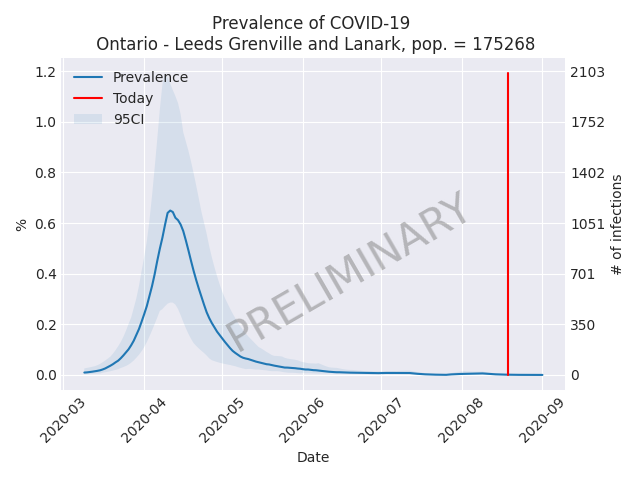 Prevalence of COVID-19
Ontario - Leeds Grenville and Lanark, pop. = 175268
1.2
1.0
0.8
0.6
0.4
0.2
0.0
%
Prevalence
Today
95CI
PRELIMINARY
2103
1752
1402
1051
701
350
0
# of infections
2020-03
2020-04
2020-05
2020-06
2020-07
2020-08
2020-09
Date